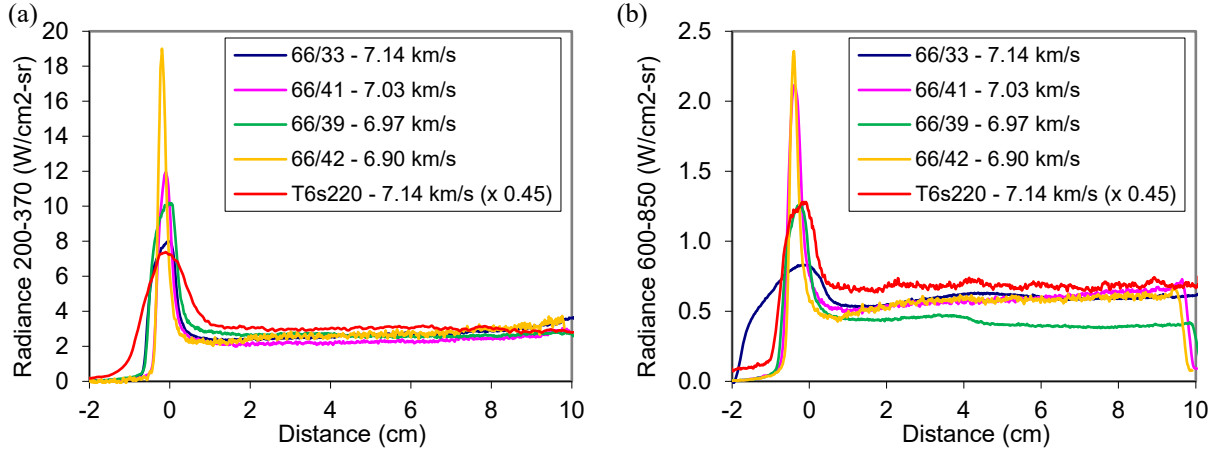 (a)
Radiance 200-370 (W/cm2-sr)
20
18
16
14
12
10
8
6
4
2
0
-2
0
2
4
6
8
10
Distance (cm)
66/33 - 7.14 km/s
66/41 - 7.03 km/s
66/39 - 6.97 km/s
66/42 - 6.90 km/s
T6s220 - 7.14 km/s (x 0.45)
(b)
Radiance 600-850 (W/cm2-sr)
2.5
2.0
1.5
1.0
0.5
0.0
-2
0
2
4
6
8
10
Distance (cm)
66/33 - 7.14 km/s
66/41 - 7.03 km/s
66/39 - 6.97 km/s
66/42 - 6.90 km/s
T6s220 - 7.14 km/s (x 0.45)